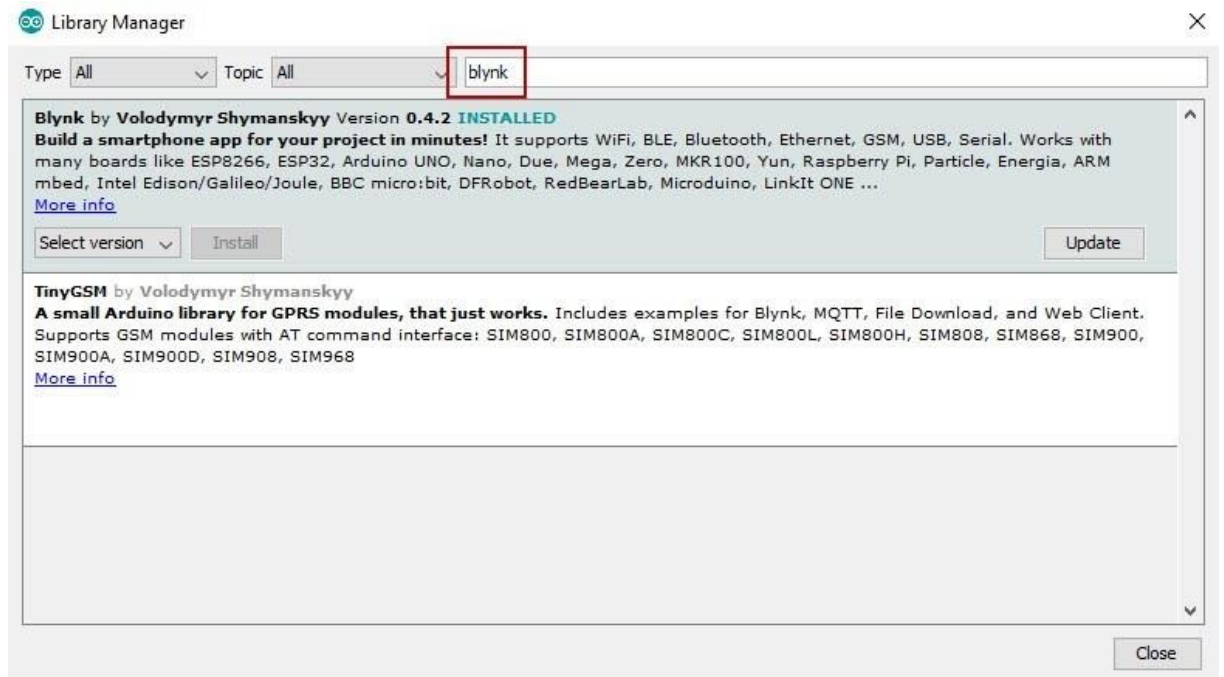 Library Manager
Type All Topic All blynk
Blynk by Volodymyr Shymanskyy Version 0.4.2 INSTALLED
Build a smartphone app for your project in minutes! It supports WiFi, BLE, Bluetooth, Ethernet, GSM, USB, Serial. Works with
many boards like ESP8266, ESP32, Arduino UNO, Nano, Due, Mega, Zero, MKR100, Yun, Raspberry Pi, Particle, Energia, ARM
mbed, Intel Edison/Galileo/Joule, BBC micro:bit, DFRobot, RedBearLab, Microduino, LinkIt ONE ...
More info
Select version Install Update
TinyGSM by Volodymyr Shymanskyy
A small Arduino library for GPRS modules, that just works. Includes examples for Blynk, MQTT, File Download, and Web Client.
Supports GSM modules with AT command interface: SIM800, SIM800A, SIM800C, SIM800L, SIM800H, SIM808, SIM868, SIM900,
SIM900A, SIM900D, SIM908, SIM968
More info
Close